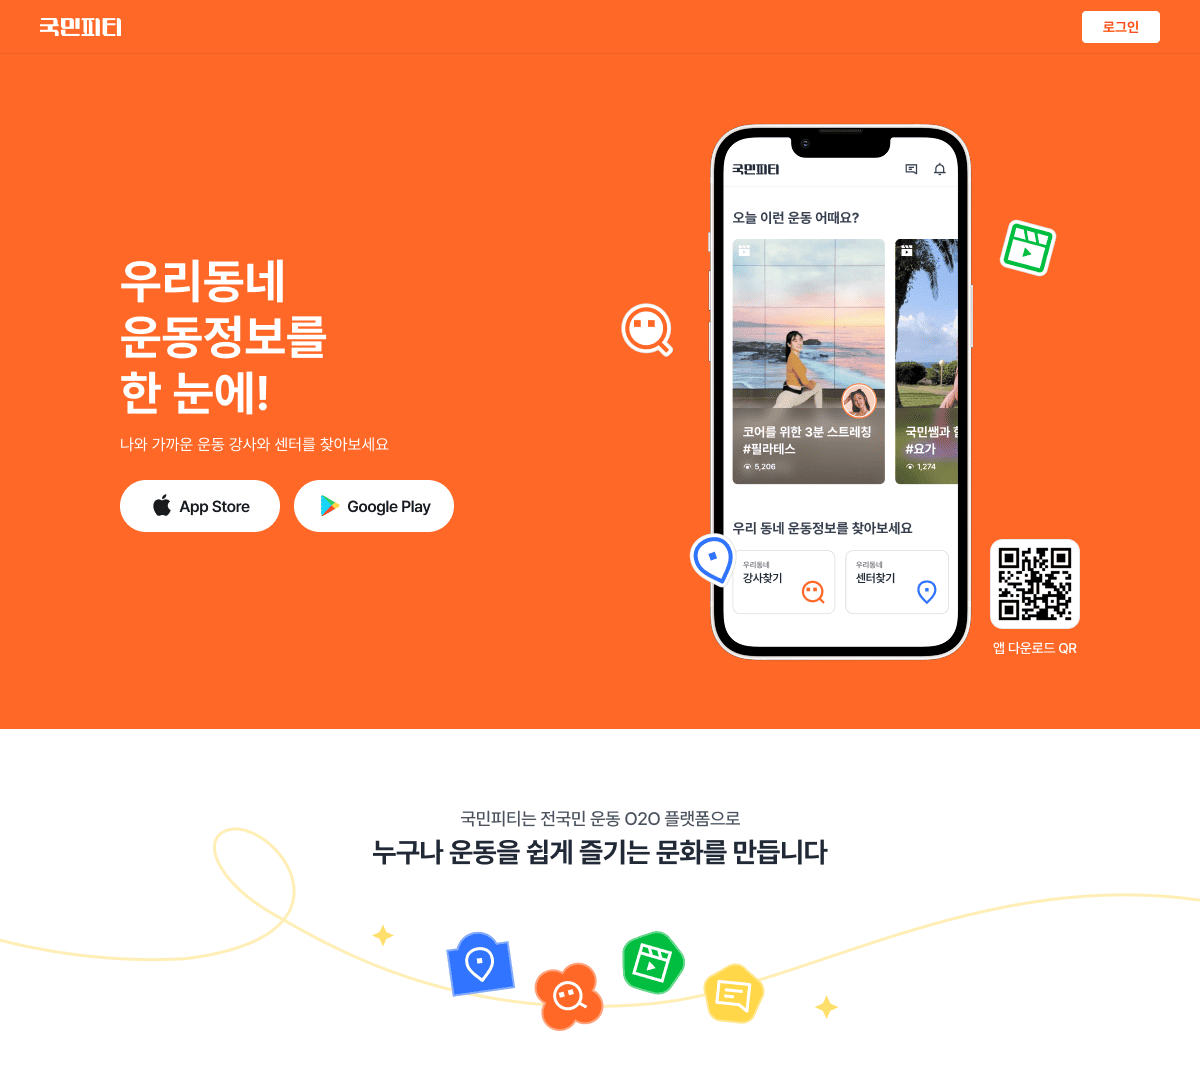 국민피티
로그인
우리동네
운동정보를
한 눈에!
나와 가까운 운동 강사와 센터를 찾아보세요
App Store
Google Play
국민피티
오늘 이런 운동 어때요?
코어를 위한 3분 스트레칭
#필라테스
5,206
국민쌤과
#요가
1,274
우리 동네 운동정보를 찾아보세요
우리동네
강사찾기
우리동네
센터찾기
앱 다운로드 QR
국민피티는 전국민 운동 O2O 플랫폼으로
누구나 운동을 쉽게 즐기는 문화를 만듭니다